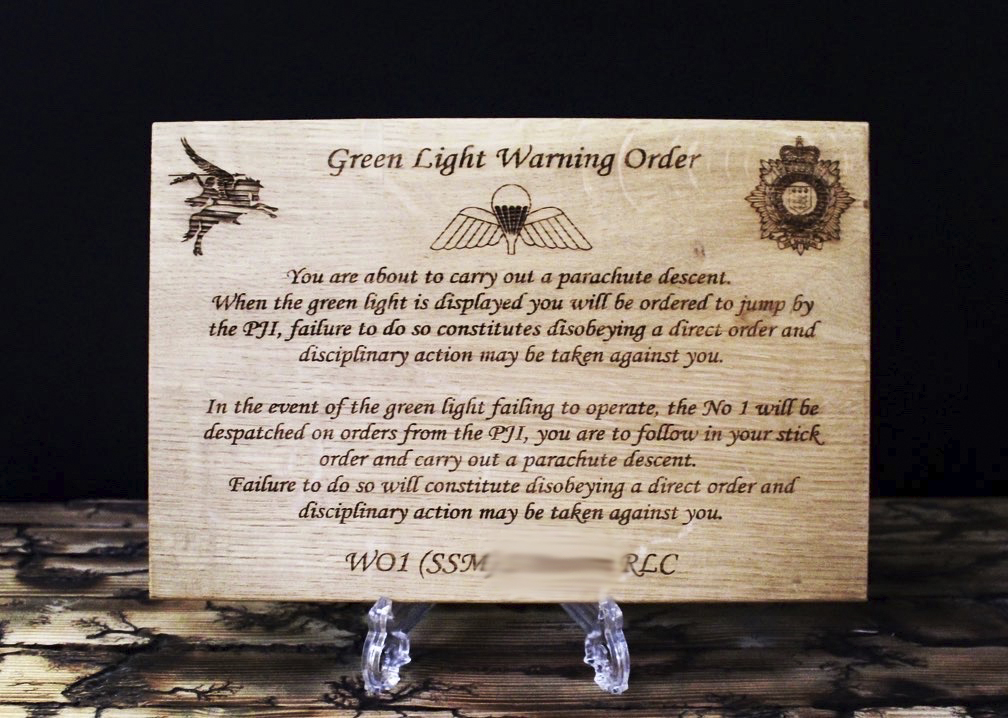 Green Light Warning Order
You are about to carry out a parachute descent.
When the green light is displayed you will be ordered to jump by
the PJI, failure to do so constitutes disobeying a direct order and
disciplinary action may be taken against you.
In the event of the green light failing to operate, the No 1 will be
despatched on orders from the PJI, you are to follow in your stick
order and carry out a parachute descent.
Failure to do so will constitute disobeying a direct order and
disciplinary action may be taken against you.
WO1 (SSM RLC